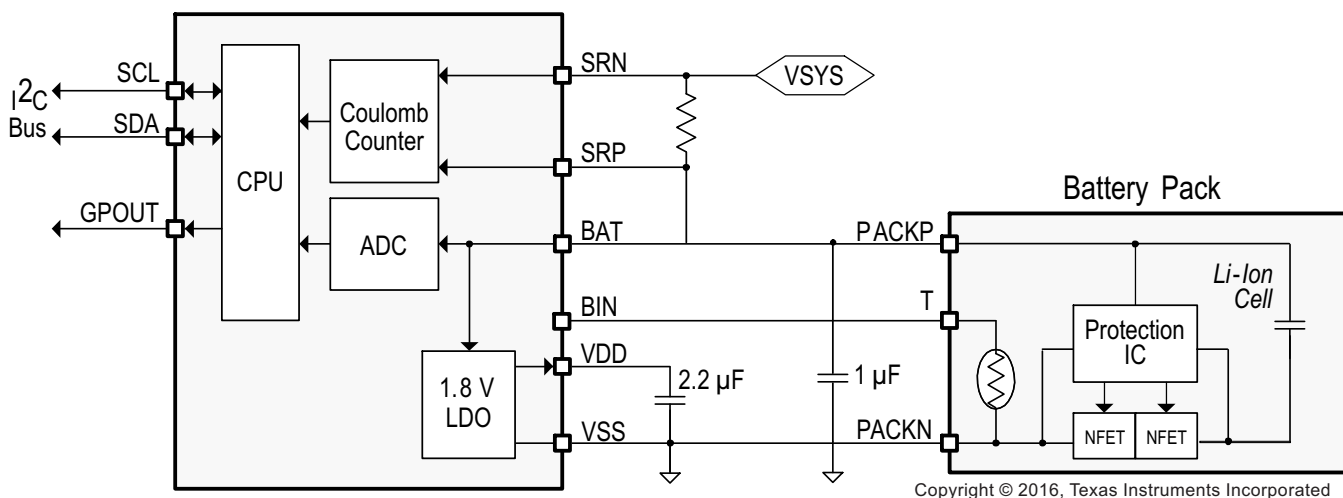 I2C
Bus
SCL
SDA
GPOUT
CPU
Coulomb
Counter
ADC
1.8 V
LDO
SRN
SRP
BAT
BIN
VDD
VSS
VSYS
2.2 µF
1 µF
PACKP
T
PACKN
Battery Pack
Li-Ion
Cell
Protection
IC
NFET
NFET
Copyright © 2016, Texas Instruments Incorporated